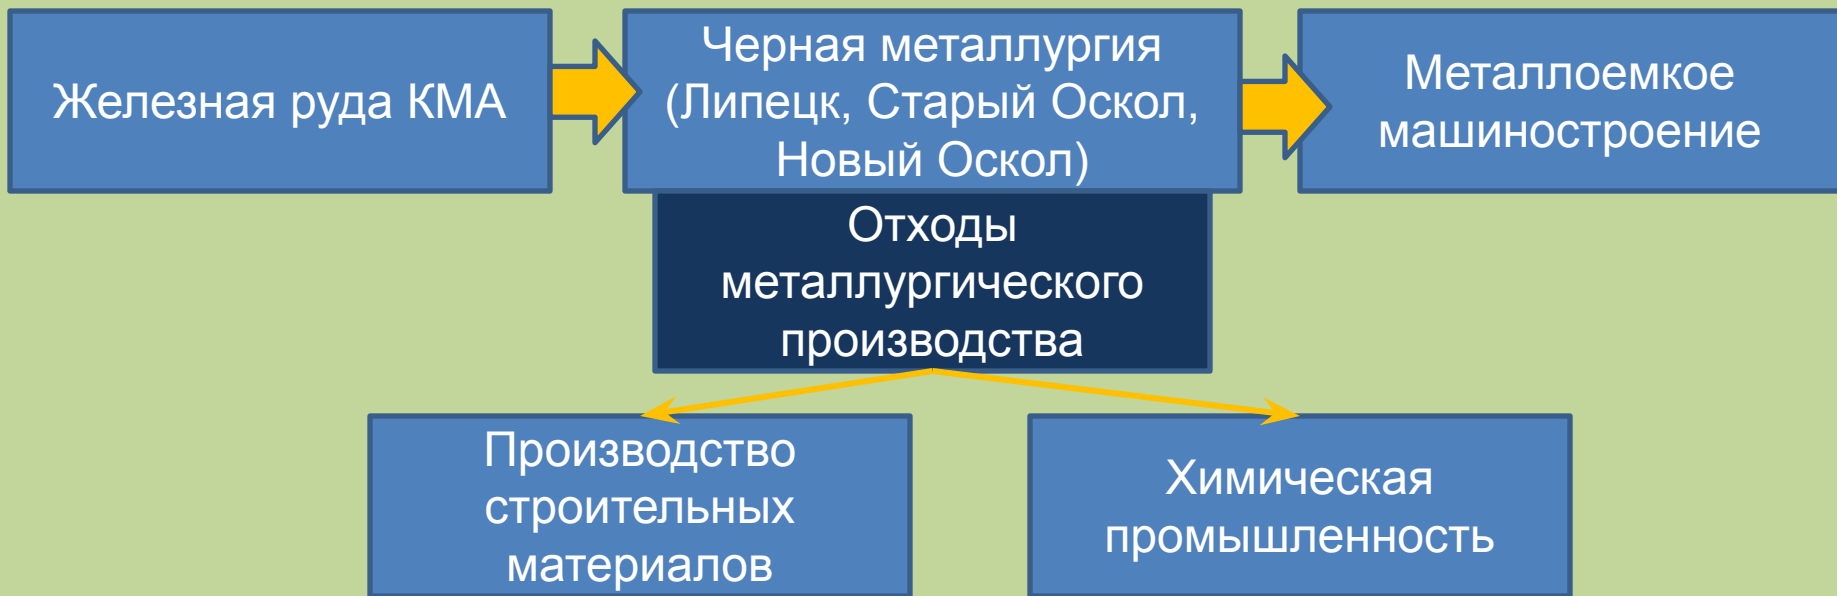 Железная руда КМА
Черная металлургия
(Липецк, Старый Оскол,
Новый Оскол)
Металлоемкое
машиностроение
Отходы
металлургического
производства
Производство
строительных
материалов
Химическая
промышленность